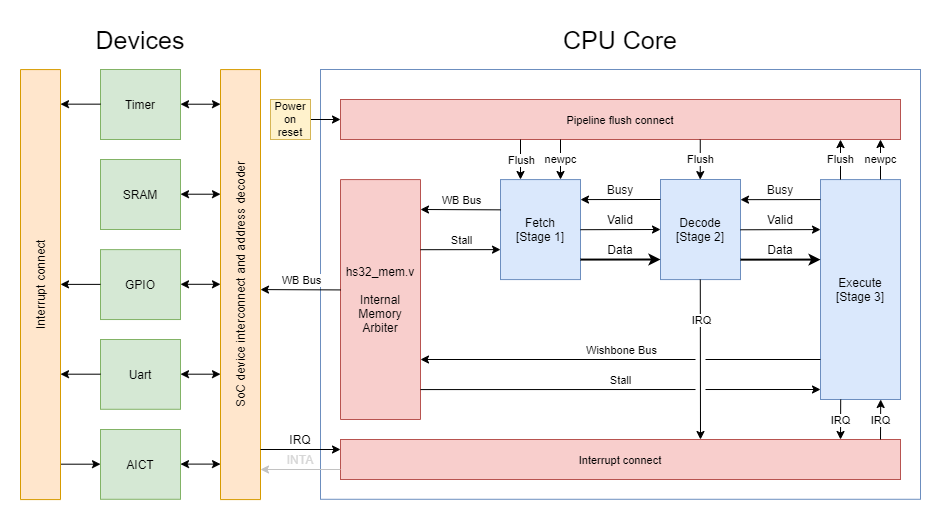 Devices
CPU Core
Timer
SRAM
GPIO
Uart
AICT
Interrupt connect
SoC device interconnect and address decoder
Power
on
reset
Pipeline flush connect
Flush
newpc
Flush
Flush
newpc
WB Bus
Stall
Fetch
[Stage 1]
Busy
Valid
Data
Decode
[Stage 2]
Busy
Valid
Data
Execute
[Stage 3]
WB Bus
hs32_mem.v
Internal
Memory
Arbiter
IRQ
Wishbone Bus
Stall
IRQ
IRQ
IRQ
INTA
Interrupt connect